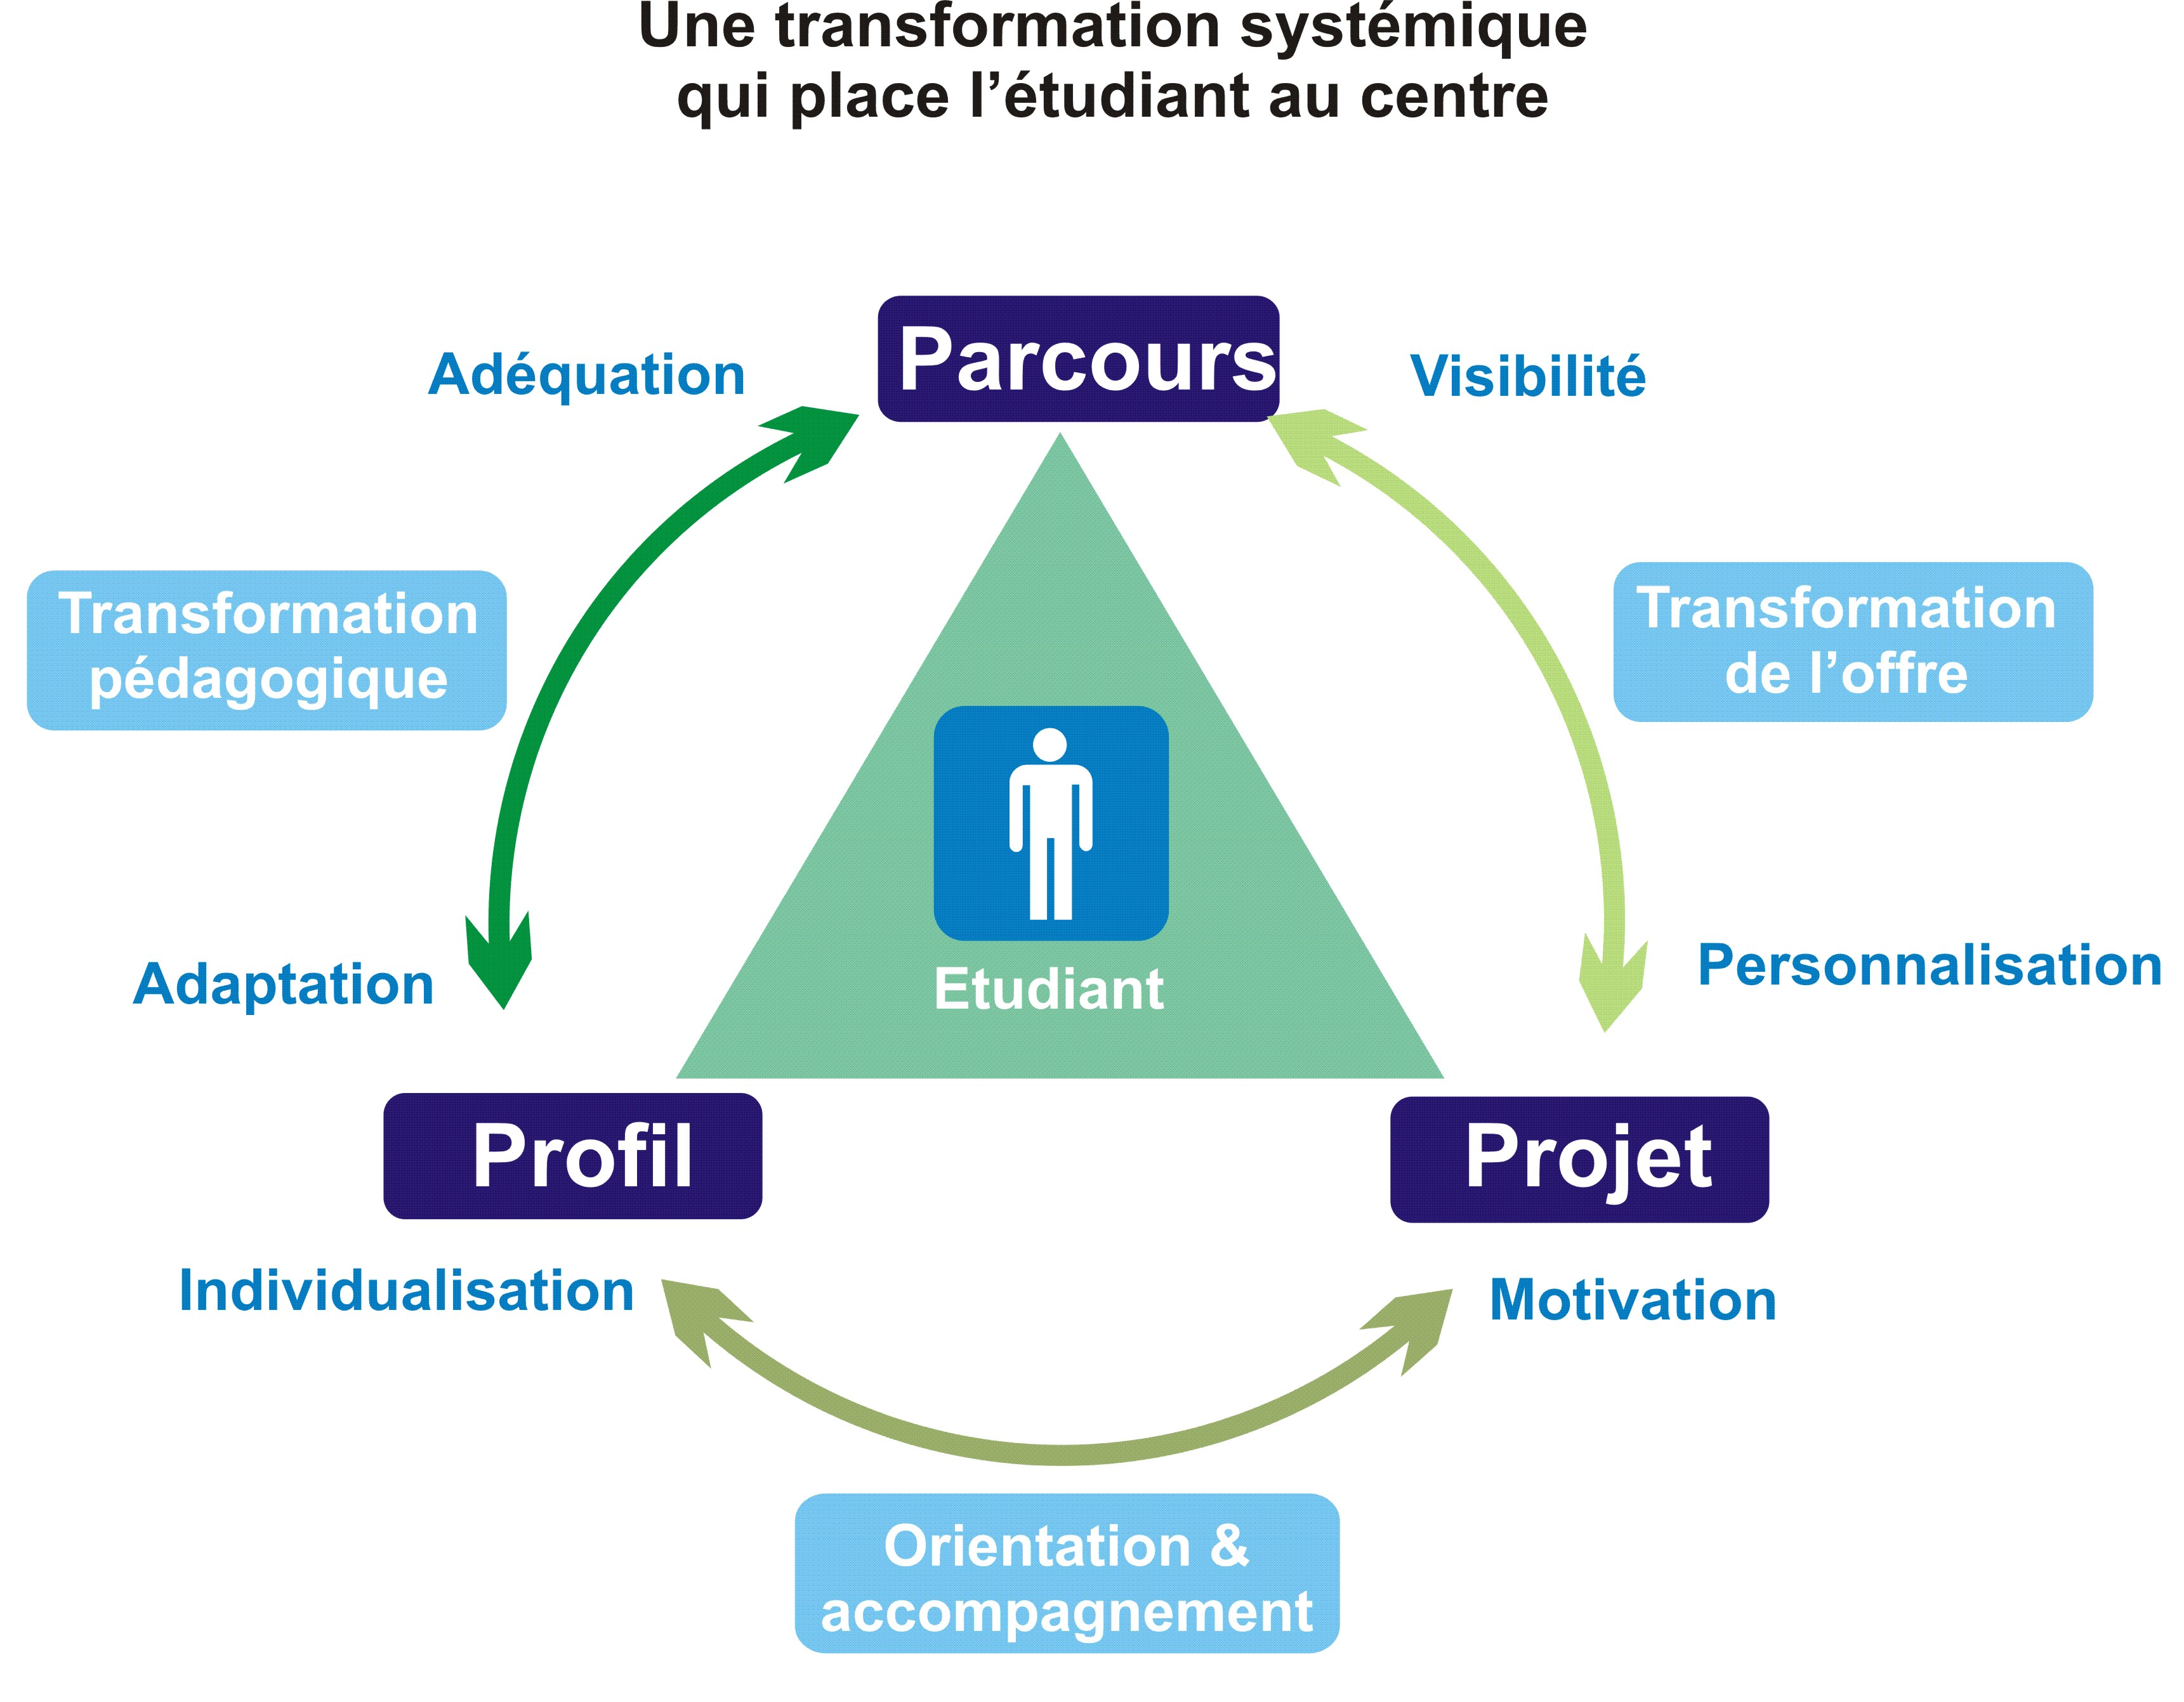 Une transformation systémique
qui place l’étudiant au centre
Parcours
Adéquation
Visibilité
Transformation
pédagogique
Transformation
de l’offre
Adaptation
Etudiant
Personnalisation
Profil
Projet
Individualisation
Motivation
Orientation &
accompagnement